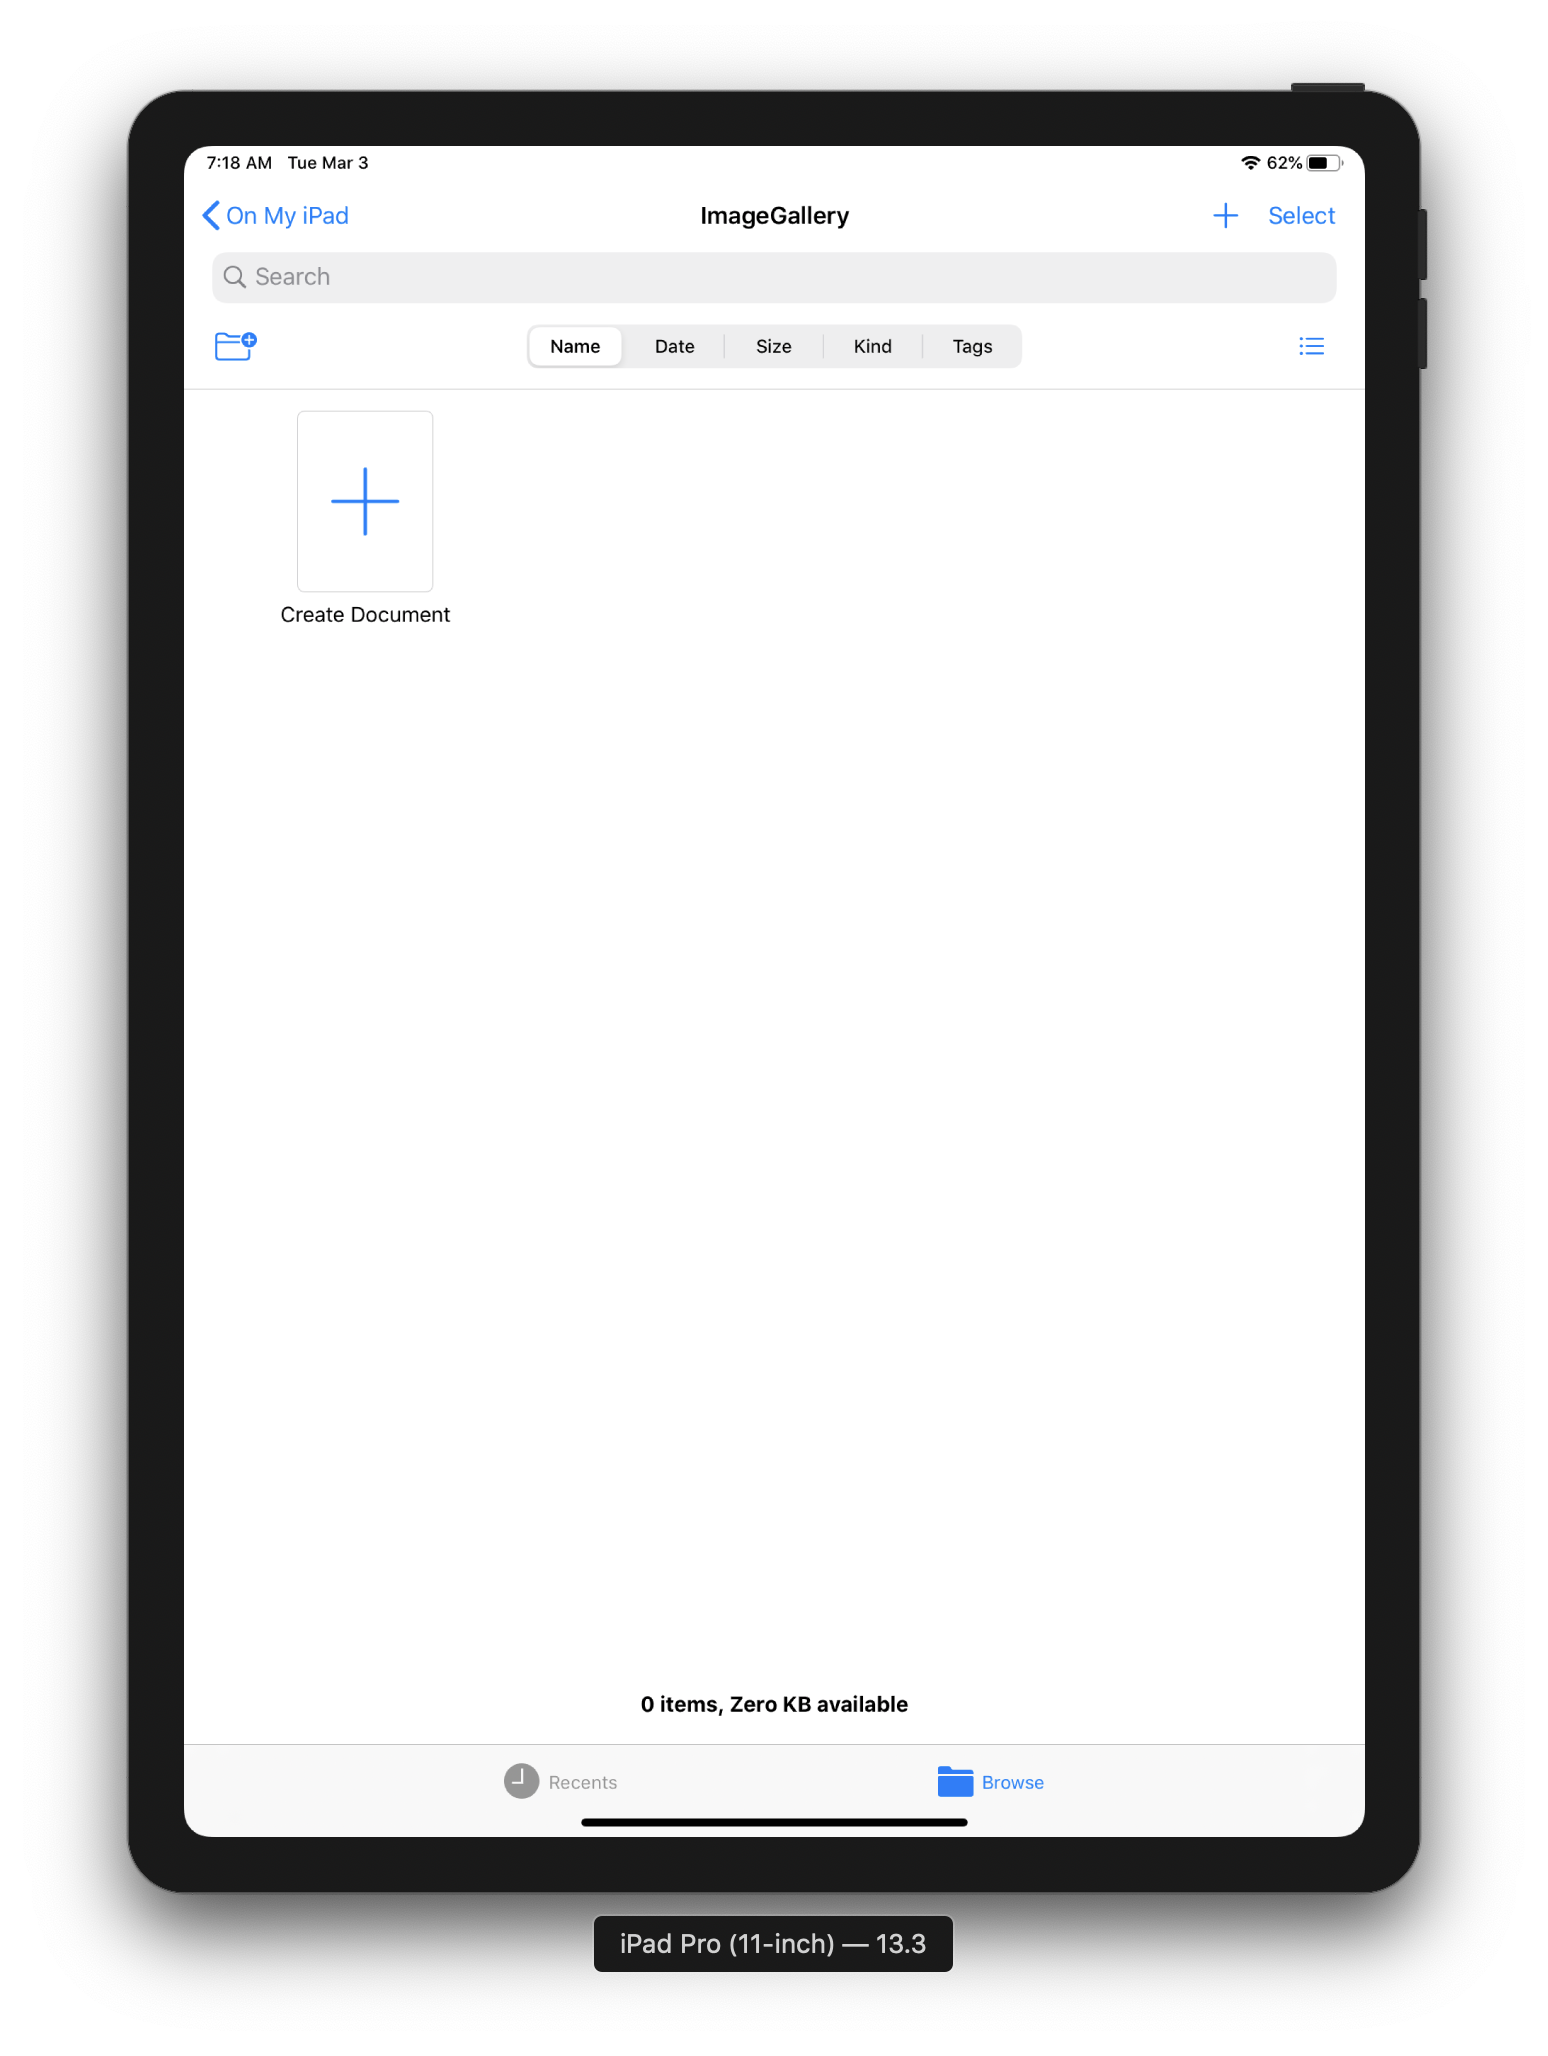 7:18 AM Tue Mar 3 62%
On My iPad ImageGallery Select
Search
Name Date Size Kind Tags
Create Document
0 items, Zero KB available
Recents Browse
iPad Pro (11-inch) — 13.3